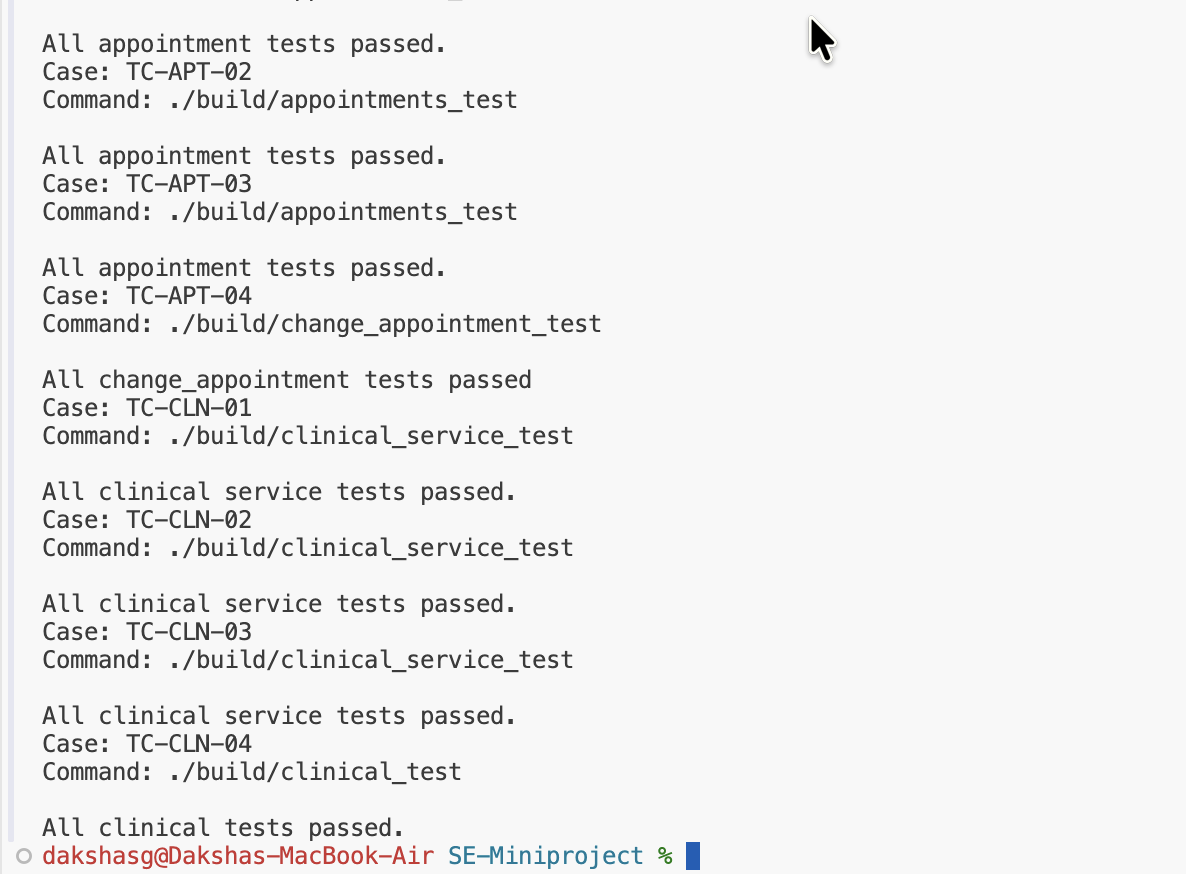 All appointment tests passed.
Case: TC-APT-02
Command: ./build/appointments_test
All appointment tests passed.
Case: TC-APT-03
Command: ./build/appointments_test
All appointment tests passed.
Case: TC-APT-04
Command: ./build/change_appointment_test
All change_appointment tests passed
Case: TC-CLN-01
Command: ./build/clinical_service_test
All clinical service tests passed.
Case: TC-CLN-02
Command: ./build/clinical_service_test
All clinical service tests passed.
Case: TC-CLN-03
Command: ./build/clinical_service_test
All clinical service tests passed.
Case: TC-CLN-04
Command: ./build/clinical_test
All clinical tests passed.
dakshasg@Dakshas-MacBook-Air SE-Miniproject %